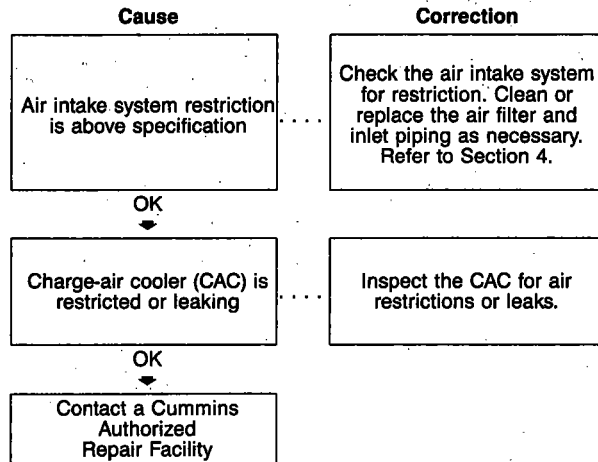 Cause
Correction
Air intake system restriction
is above specification
Check the air intake system
for restriction. Clean or
replace the air filter and
inlet piping as necessary.
Refer to Section 4.
OK
Charge-air cooler (CAC) is
restricted or leaking
Inspect the CAC for air
restrictions or leaks.
OK
Contact a Cummins
Authorized
Repair Facility